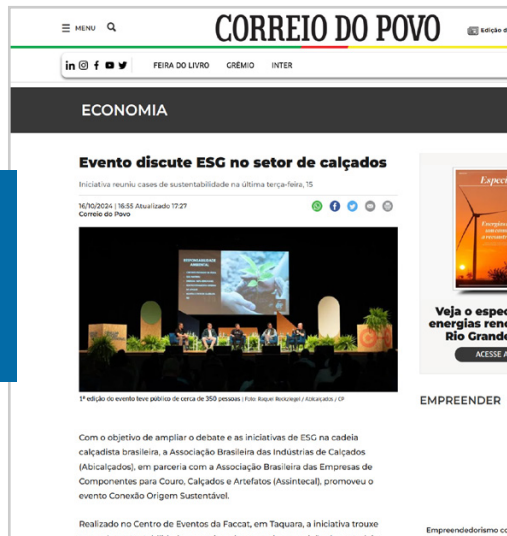 MENU
CORREIO DO POVO
Edição d
FEIRA DO LIVRO GRÊMIO INTER
ECONOMIA
Evento discute ESG no setor de calçados
Iniciativa reuniu cases de sustentabilidade na última terça-feira, 15
16/10/2024 | 16:55 Atualizado 17:27
Correio do Povo
RESPONSABILIDADE
AMBIENTAL
1ª edição do evento teve público de cerca de 350 pessoas | Foto: Raquel Reckziegel / Abicalçados / CP
Com o objetivo de ampliar o debate e as iniciativas de ESG na cadeia
calçadista brasileira, a Associação Brasileira das Indústrias de Calçados
(Abicalçados), em parceria com a Associação Brasileira das Empresas de
Componentes para Couro, Calçados e Artefatos (Assintecal), promoveu o
evento Conexão Origem Sustentável.
Realizado no Centro de Eventos da Faccat, em Taquara, a iniciativa trouxe
Especi
Veja o espec
energias reno
Rio Grande
ACESSE A
EMPREENDER
Empreendedorismo co